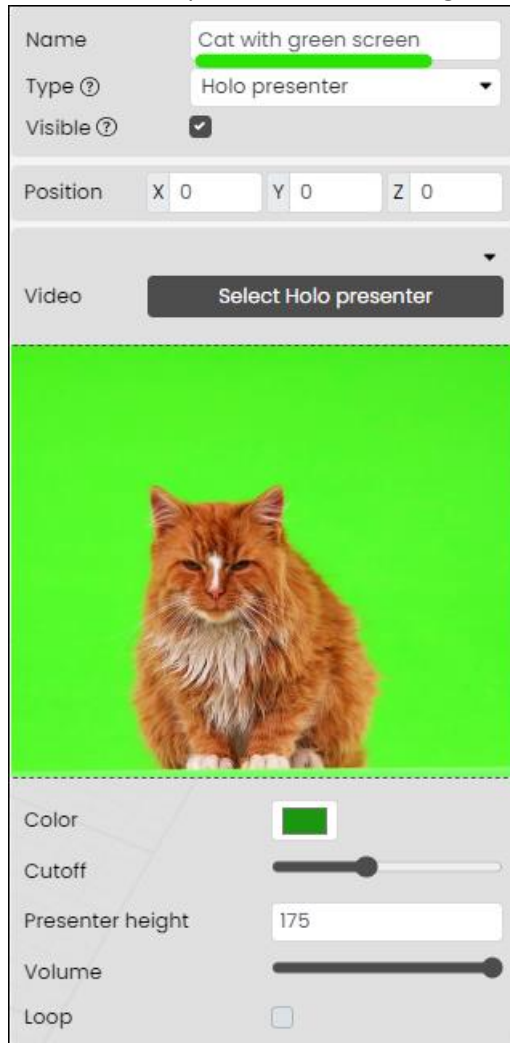 Name Cat with green screen
Type ? Holo presenter
Visible ?
Position X 0 Y 0 Z 0
Video Select Holo presenter
Color
Cutoff
Presenter height 175
Volume
Loop